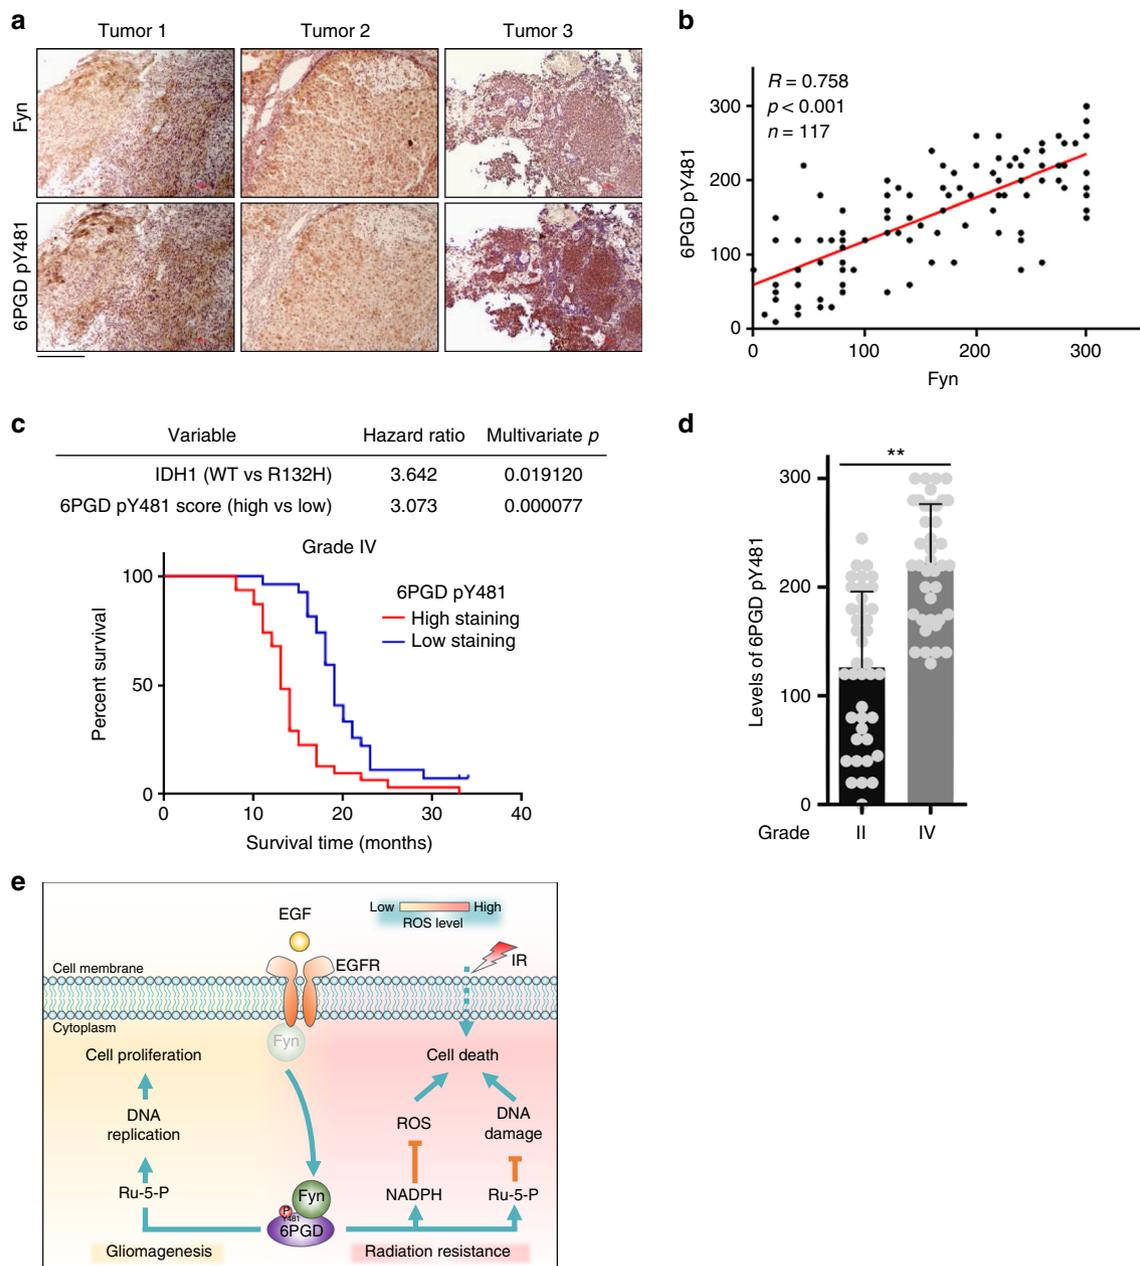 a
Tumor 1
Tumor 2
Tumor 3
Fyn
6PGD pY481
b
R = 0.758
p < 0.001
n = 117
6PGD pY481
300
200
100
0
0 100 200 300
Fyn
c
Variable Hazard ratio Multivariate p
IDH1 (WT vs R132H) 3.642 0.019120
6PGD pY481 score (high vs low) 3.073 0.000077
Grade IV
6PGD pY481
High staining
Low staining
Percent survival
100
50
0
0 10 20 30 40
Survival time (months)
d
**
Levels of 6PGD pY481
300
200
100
0
Grade II IV
e
Low High
ROS level
EGF
EGFR
IR
Cell membrane
Cytoplasm
Fyn
Cell proliferation
Cell death
DNA
replication
ROS
DNA
damage
Ru-5-P
NADPH
Ru-5-P
Fyn
P
Y481
6PGD
Gliomagenesis
Radiation resistance